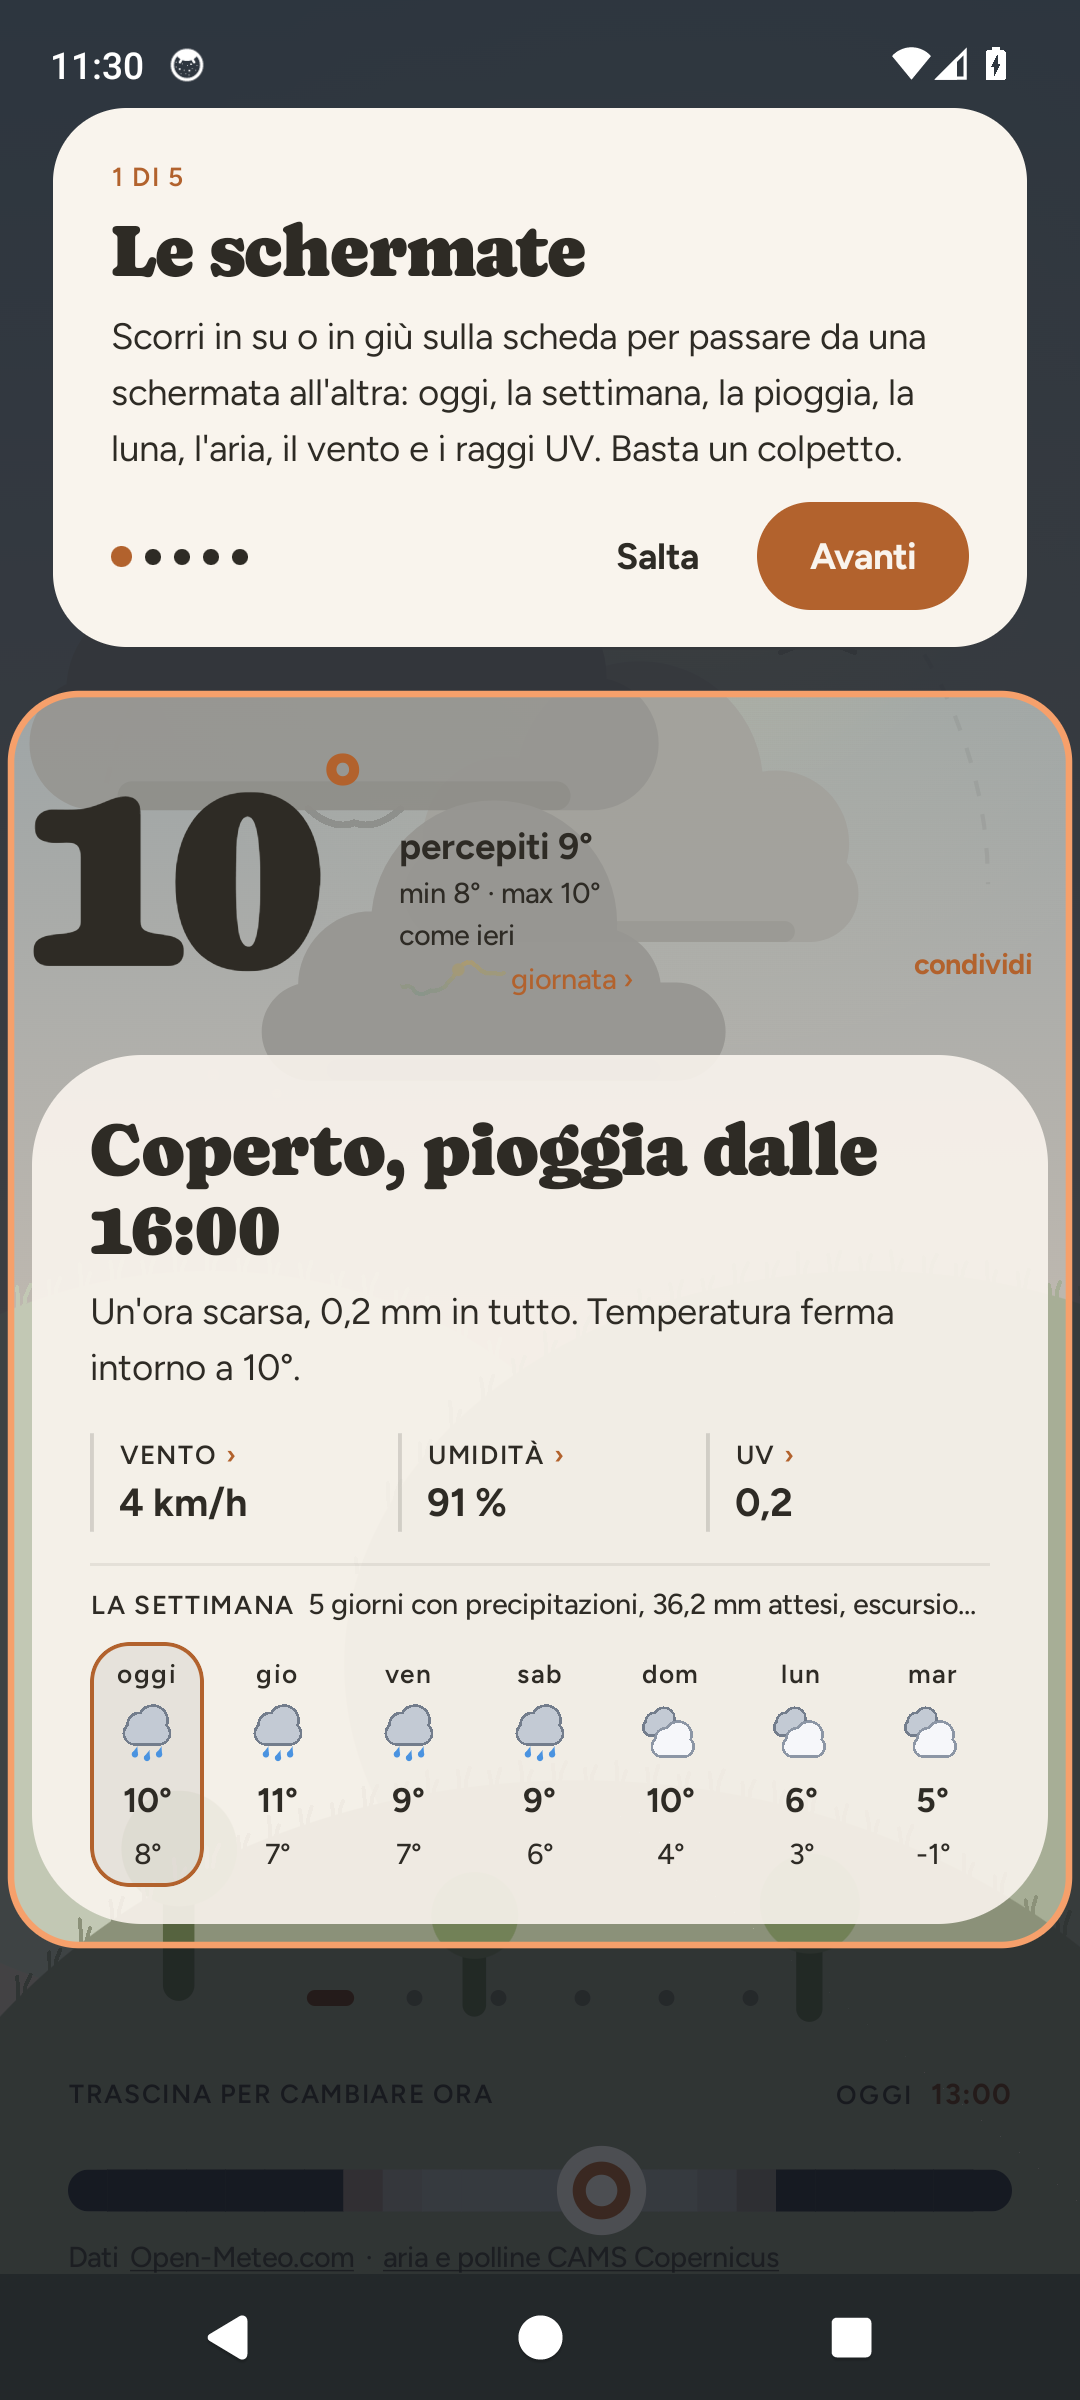 11:30
1 DI 5
Le schermate
Scorri in su o in giù sulla scheda per passare da una
schermata all'altra: oggi, la settimana, la pioggia, la
luna, l'aria, il vento e i raggi UV. Basta un colpetto.
Salta
Avanti
10
percepiti 9°
min 8° · max 10°
come ieri
giornata ›
condividi
Coperto, pioggia dalle
16:00
Un'ora scarsa, 0,2 mm in tutto. Temperatura ferma
intorno a 10°.
VENTO › UMIDITÀ › UV ›
4 km/h 91 % 0,2
LA SETTIMANA 5 giorni con precipitazioni, 36,2 mm attesi, escursio...
oggi gio ven sab dom lun mar
10° 11° 9° 9° 10° 6° 5°
8° 7° 7° 6° 4° 3° -1°
TRASCINA PER CAMBIARE ORA OGGI 13:00
Dati Open-Meteo.com · aria e polline CAMS Copernicus